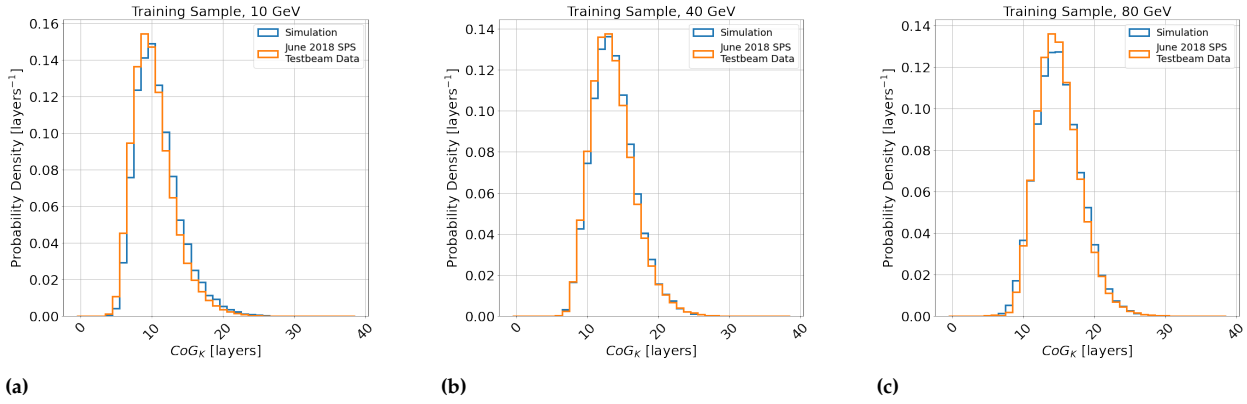 Training Sample, 10 GeV
Probability Density [layers⁻¹]
0.16
0.14
0.12
0.10
0.08
0.06
0.04
0.02
0.00
Simulation
June 2018 SPS
Testbeam Data
0
10
20
30
40
CoG_K [layers]
(a)
Training Sample, 40 GeV
Probability Density [layers⁻¹]
0.14
0.12
0.10
0.08
0.06
0.04
0.02
0.00
Simulation
June 2018 SPS
Testbeam Data
0
10
20
30
40
CoG_K [layers]
(b)
Training Sample, 80 GeV
Probability Density [layers⁻¹]
0.14
0.12
0.10
0.08
0.06
0.04
0.02
0.00
Simulation
June 2018 SPS
Testbeam Data
0
10
20
30
40
CoG_K [layers]
(c)